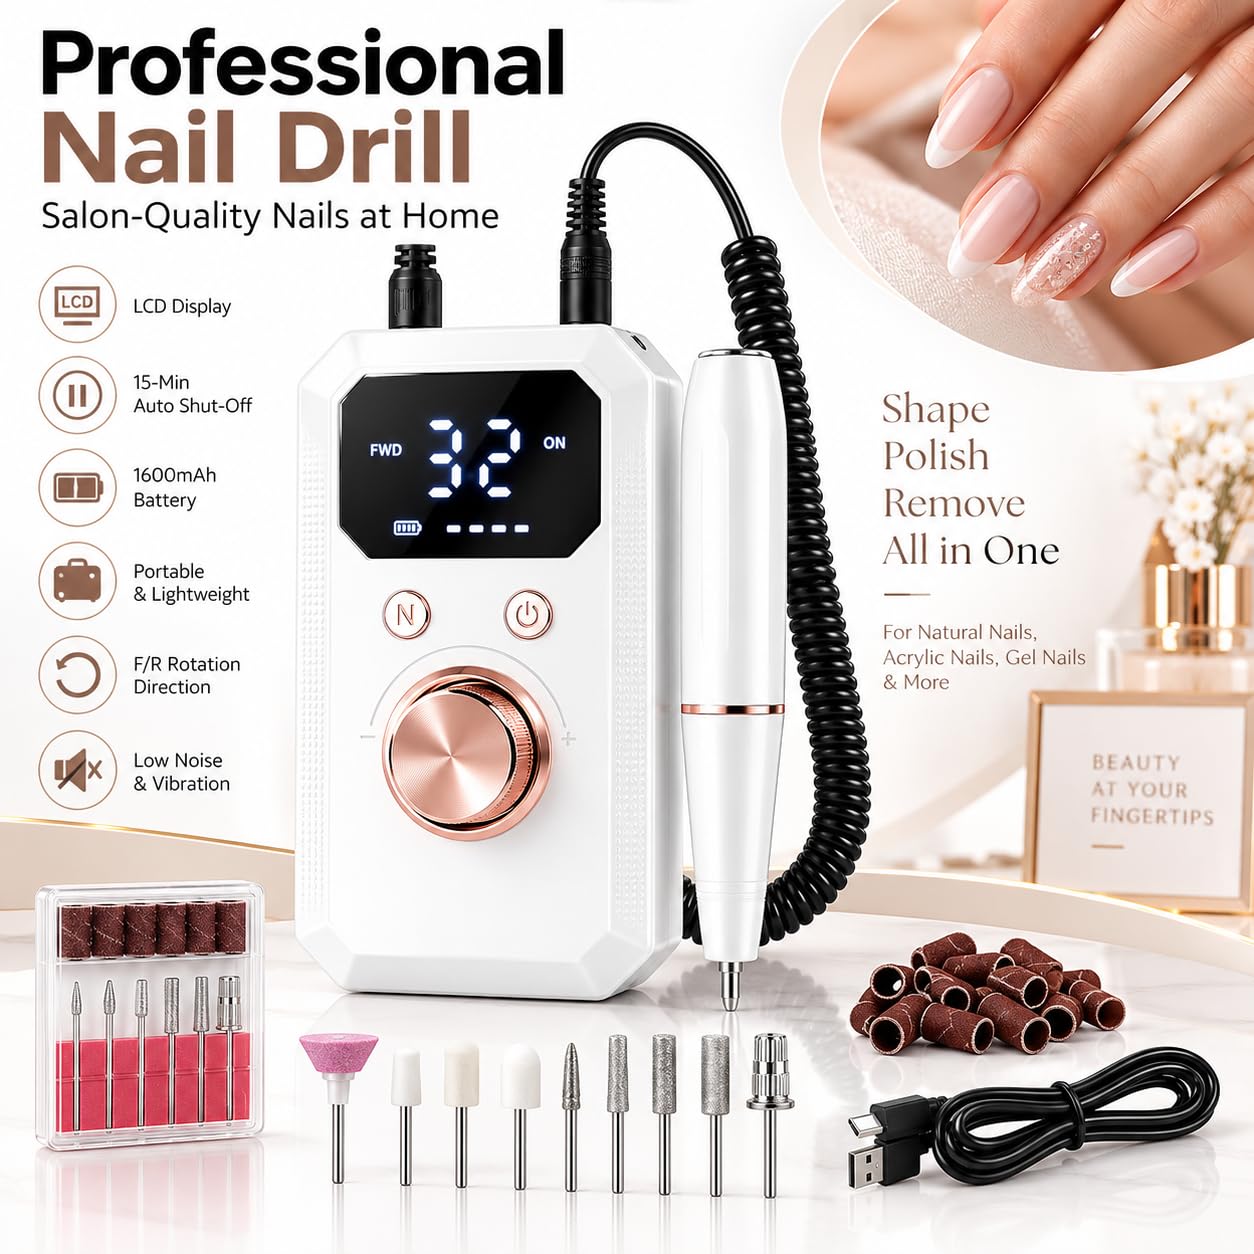 Professional
Nail Drill
Salon-Quality Nails at Home
LCD
LCD Display
15-Min
Auto Shut-Off
1600mAh
Battery
Portable
& Lightweight
F/R Rotation
Direction
Low Noise
& Vibration
FWD
32
ON
N
-
+
Shape
Polish
Remove
All in One
For Natural Nails,
Acrylic Nails, Gel Nails
& More
BEAUTY
AT YOUR
FINGERTIPS